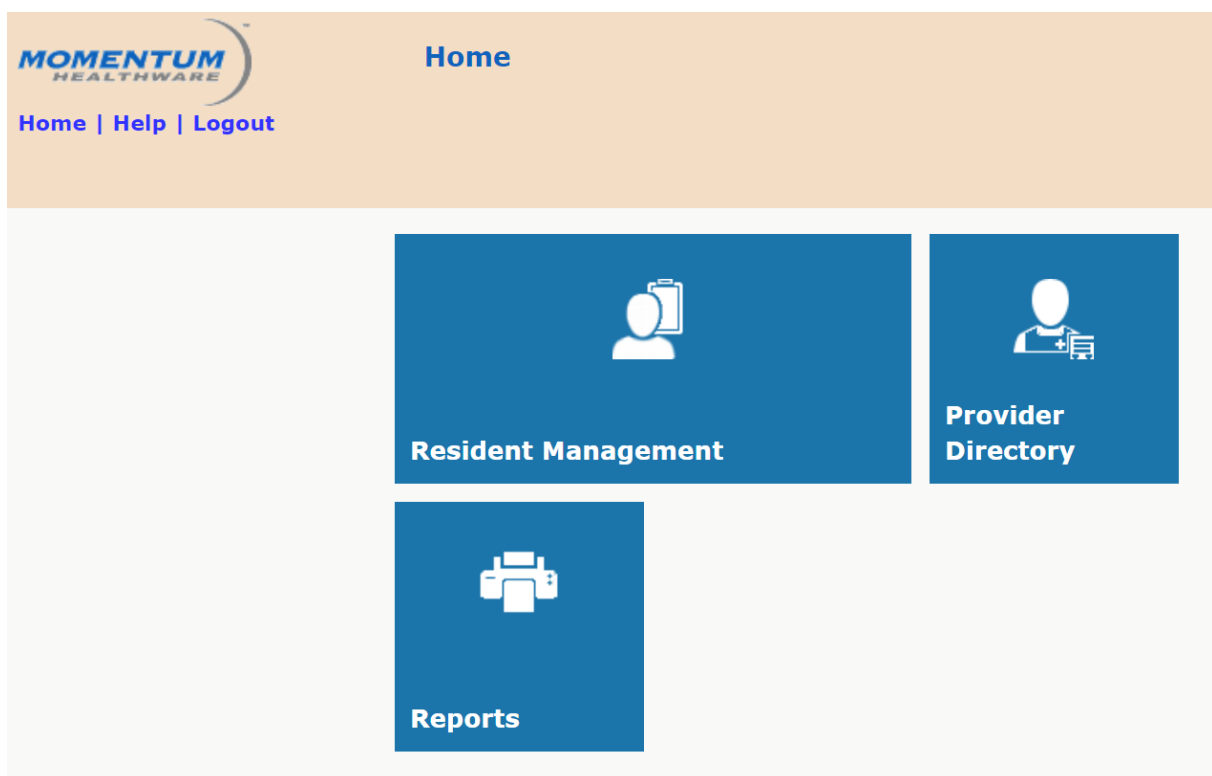 MOMENTUM
HEALTHWARE
Home
Home | Help | Logout
Resident Management
Provider
Directory
Reports